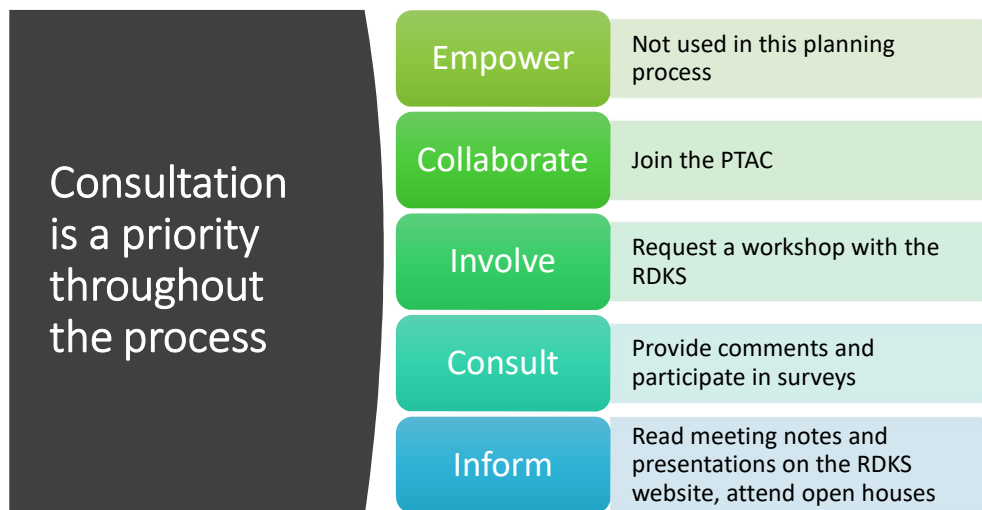 Consultation
is a priority
throughout
the process
Empower
Not used in this planning
process
Collaborate
Join the PTAC
Involve
Request a workshop with the
RDKS
Consult
Provide comments and
participate in surveys
Inform
Read meeting notes and
presentations on the RDKS
website, attend open houses